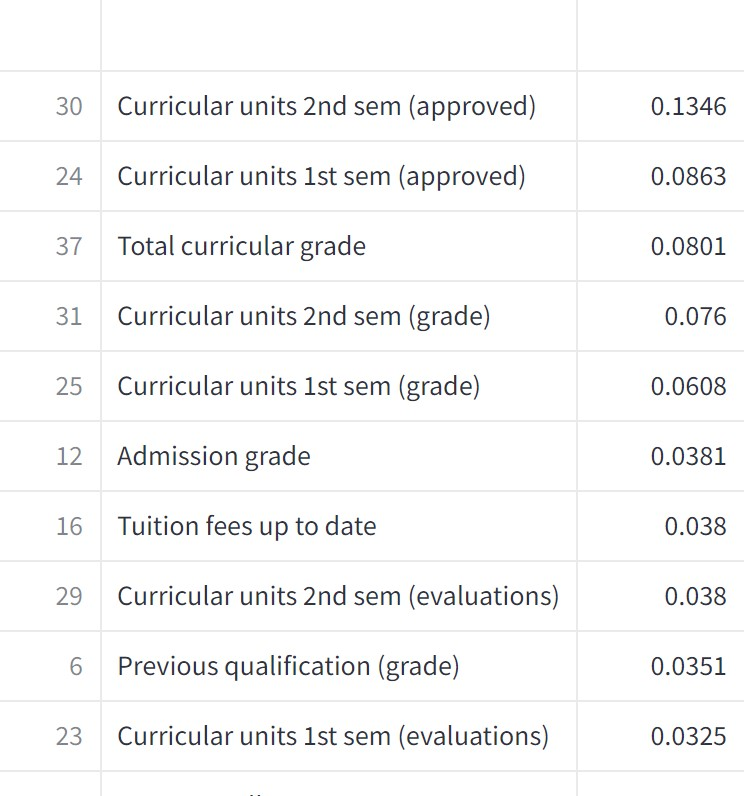 30 Curricular units 2nd sem (approved) 0.1346
24 Curricular units 1st sem (approved) 0.0863
37 Total curricular grade 0.0801
31 Curricular units 2nd sem (grade) 0.076
25 Curricular units 1st sem (grade) 0.0608
12 Admission grade 0.0381
16 Tuition fees up to date 0.038
29 Curricular units 2nd sem (evaluations) 0.038
6 Previous qualification (grade) 0.0351
23 Curricular units 1st sem (evaluations) 0.0325